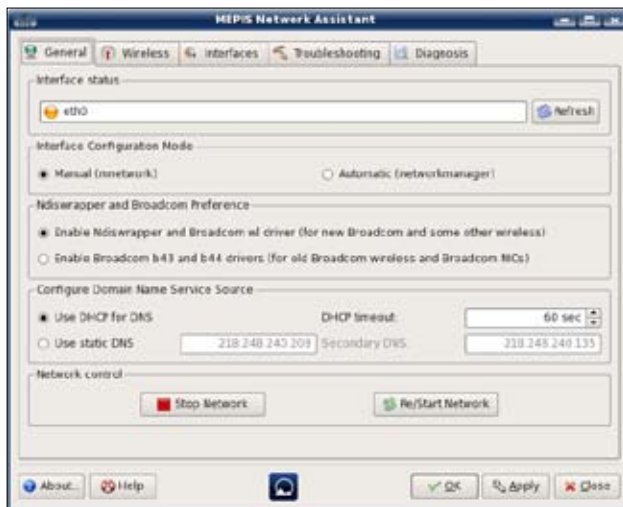 MEPIS Network Assistant
General Wireless Interfaces Troubleshooting Diagnosis
Interface status
eth0 Refresh
Interface Configuration Mode
Manual (mnetwork) Automatic (networkmanager)
Ndiswrapper and Broadcom Preference
Enable Ndiswrapper and Broadcom wl driver (for new Broadcom and some other wireless)
Enable Broadcom b43 and b44 drivers (for old Broadcom wireless and Broadcom NICs)
Configure Domain Name Service Source
Use DHCP for DNS DHCP timeout: 60 sec
Use static DNS 218.248.240.208 Secondary DNS: 218.248.240.135
Network control
Stop Network Re/Start Network
About... Help OK Apply Close